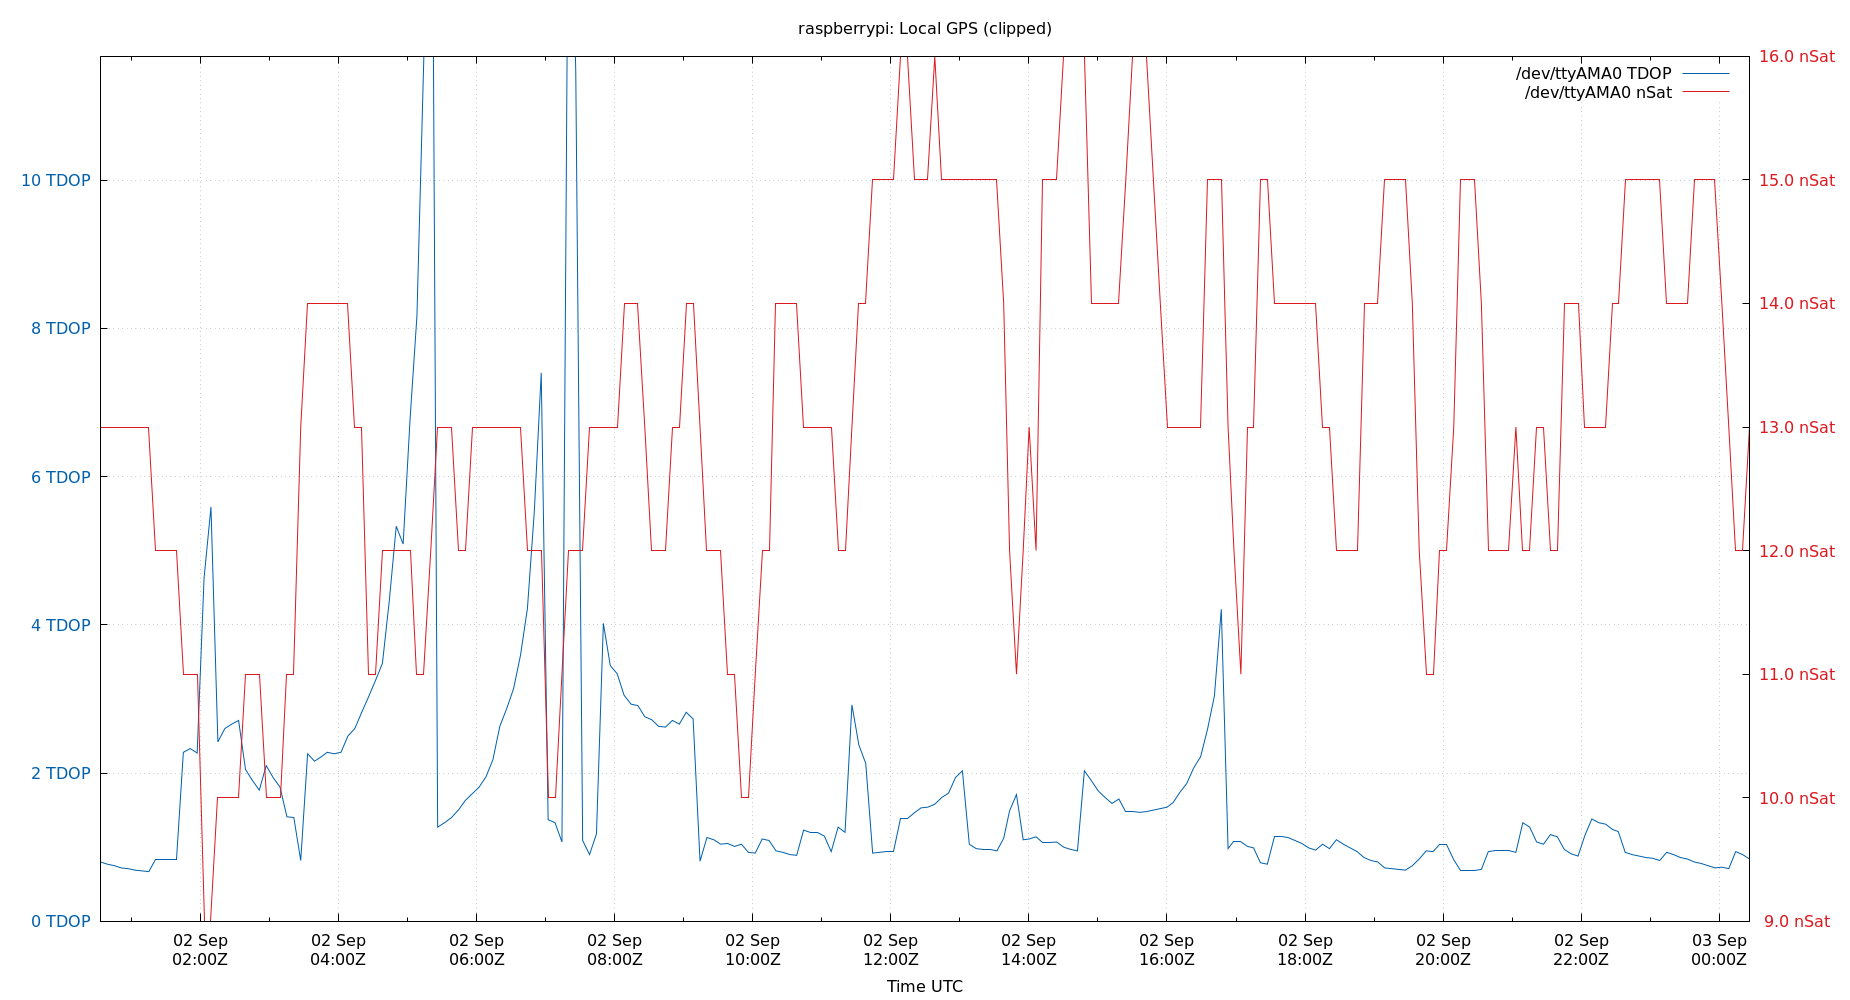 raspberrypi: Local GPS (clipped)
/dev/ttyAMA0 TDOP
/dev/ttyAMA0 nSat
10 TDOP
8 TDOP
6 TDOP
4 TDOP
2 TDOP
0 TDOP
16.0 nSat
15.0 nSat
14.0 nSat
13.0 nSat
12.0 nSat
11.0 nSat
10.0 nSat
9.0 nSat
02 Sep
02:00Z
02 Sep
04:00Z
02 Sep
06:00Z
02 Sep
08:00Z
02 Sep
10:00Z
02 Sep
12:00Z
02 Sep
14:00Z
02 Sep
16:00Z
02 Sep
18:00Z
02 Sep
20:00Z
02 Sep
22:00Z
03 Sep
00:00Z
Time UTC